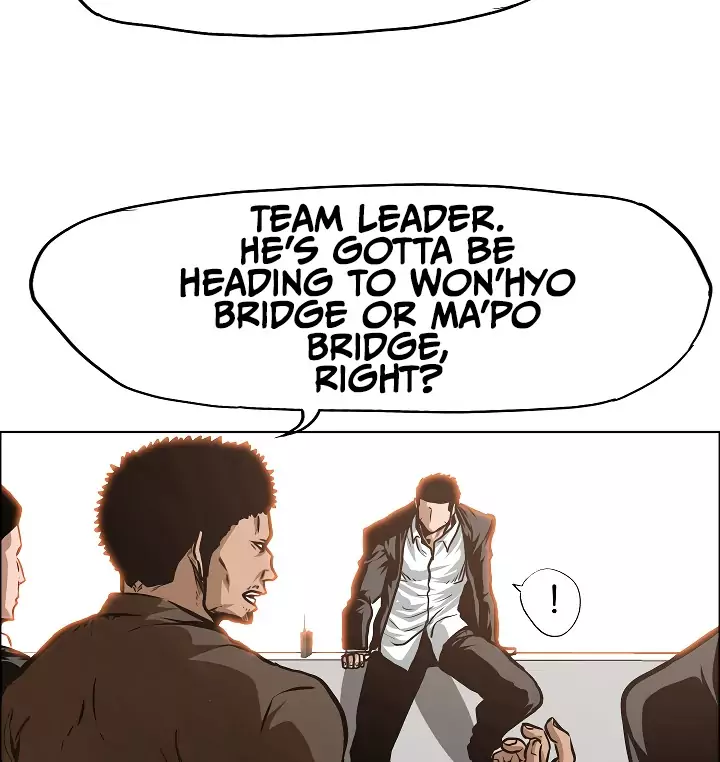 TEAM LEADER.
HE'S GOTTA BE
HEADING TO WON'HYO
BRIDGE OR MA'PO
BRIDGE,
RIGHT?
!